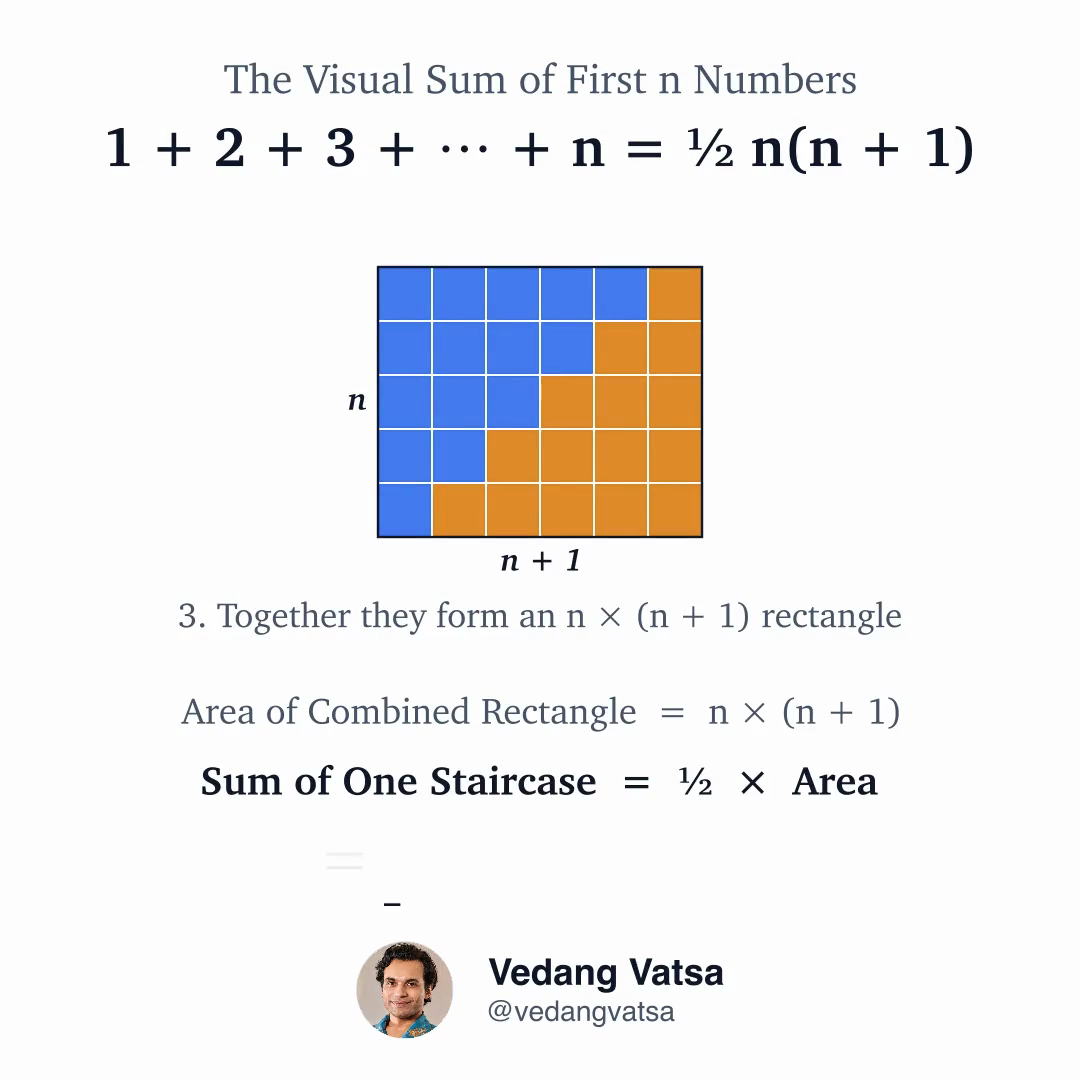 The Visual Sum of First n Numbers
1 + 2 + 3 + ⋯ + n = ½ n(n + 1)
n
n + 1
3. Together they form an n × (n + 1) rectangle
Area of Combined Rectangle = n × (n + 1)
Sum of One Staircase = ½ × Area
=
Vedang Vatsa
@vedangvatsa